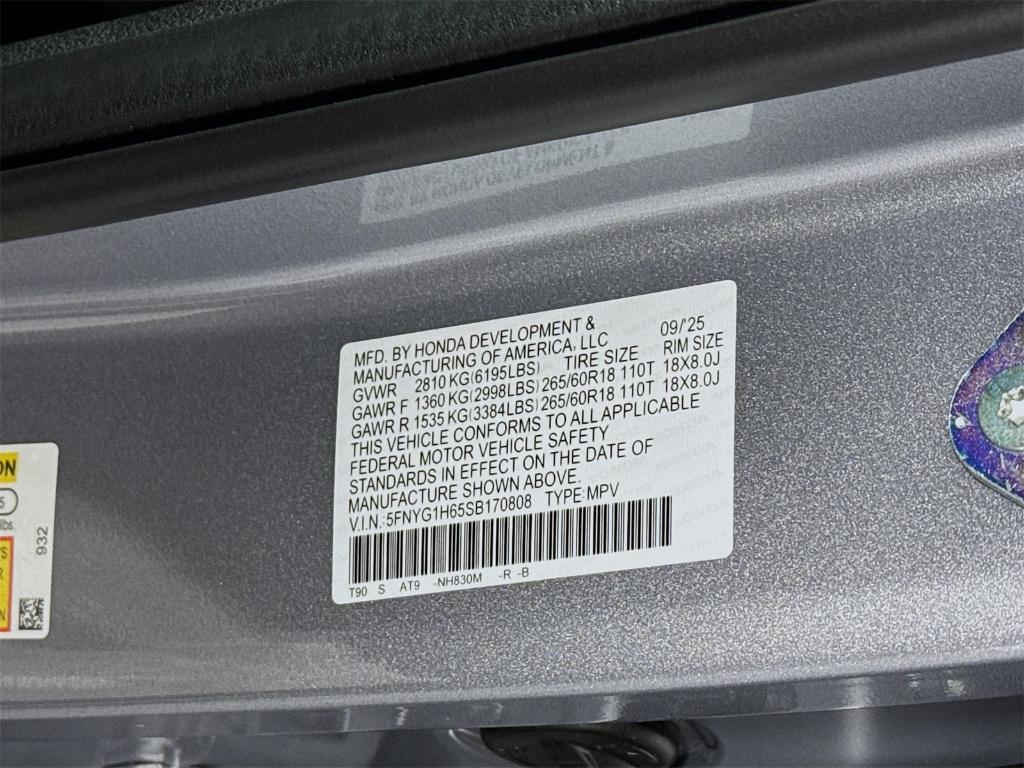 MFD. BY HONDA DEVELOPMENT & 09/'25
MANUFACTURING OF AMERICA, LLC
GVWR 2810 KG(6195LBS) TIRE SIZE RIM SIZE
GAWR F 1360 KG(2998LBS) 265/60R18 110T 18X8.0J
GAWR R 1535 KG(3384LBS) 265/60R18 110T 18X8.0J
THIS VEHICLE CONFORMS TO ALL APPLICABLE
FEDERAL MOTOR VEHICLE SAFETY
STANDARDS IN EFFECT ON THE DATE OF
MANUFACTURE SHOWN ABOVE.
V.I.N.:5FNYG1H65SB170808 TYPE:MPV
T90 S AT9 -NH830M -R -B
932
lbs.